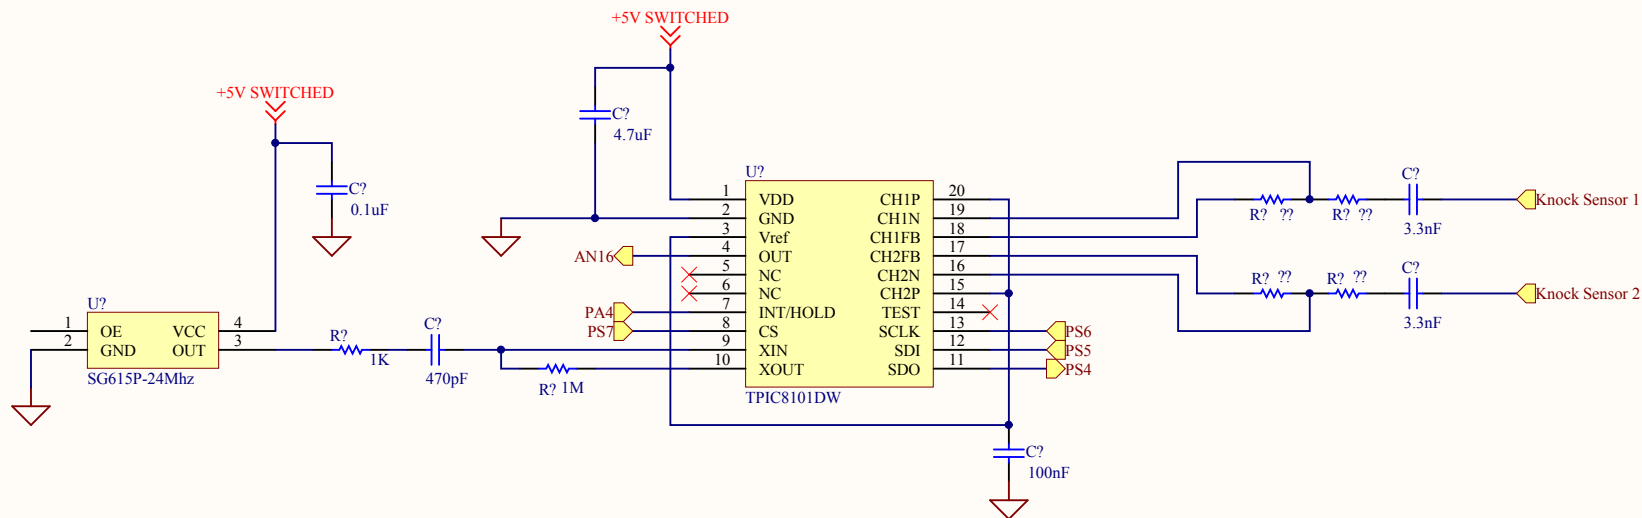 +5V SWITCHED
+5V SWITCHED
C?
4.7uF
C?
0.1uF
U?
1 VDD CH1P 20
2 GND CH1N 19
3 Vref CH1FB 18
4 OUT CH2FB 17
5 NC CH2N 16
6 NC CH2P 15
7 INT/HOLD TEST 14
8 CS SCLK 13
9 XIN SDI 12
10 XOUT SDO 11
TPIC8101DW
AN16
PA4
PS7
PS6
PS5
PS4
C?
R? ?? R? ??
3.3nF
Knock Sensor 1
C?
R? ?? R? ??
3.3nF
Knock Sensor 2
U?
1 OE VCC 4
2 GND OUT 3
SG615P-24Mhz
R?
1K
C?
470pF
R? 1M
C?
100nF